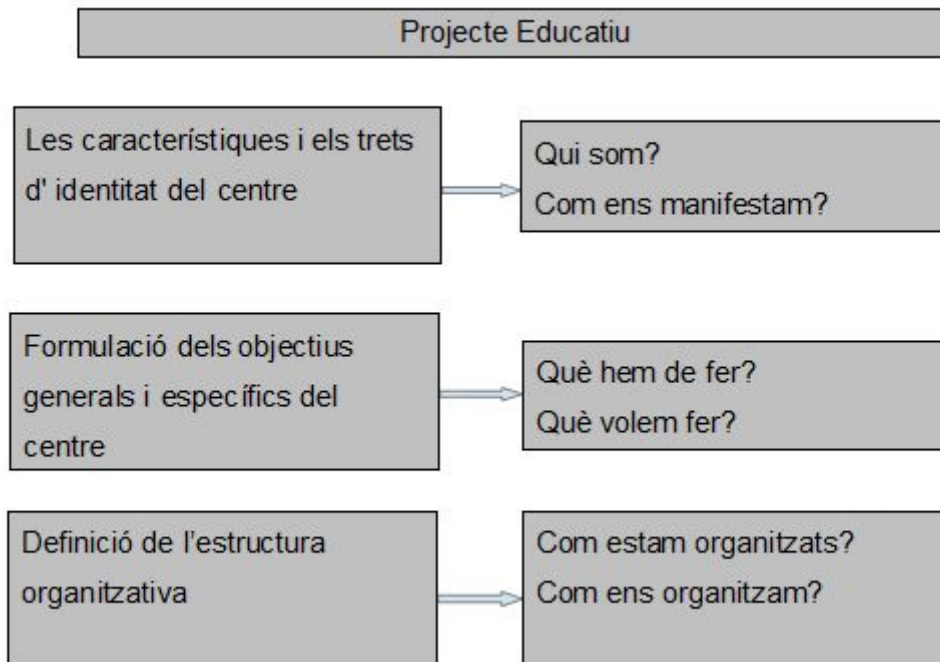 Projecte Educatiu
Les característiques i els trets
d' identitat del centre
Qui som?
Com ens manifestam?
Formulació dels objectius
generals i específics del
centre
Què hem de fer?
Què volem fer?
Definició de l'estructura
organitzativa
Com estam organitzats?
Com ens organitzam?